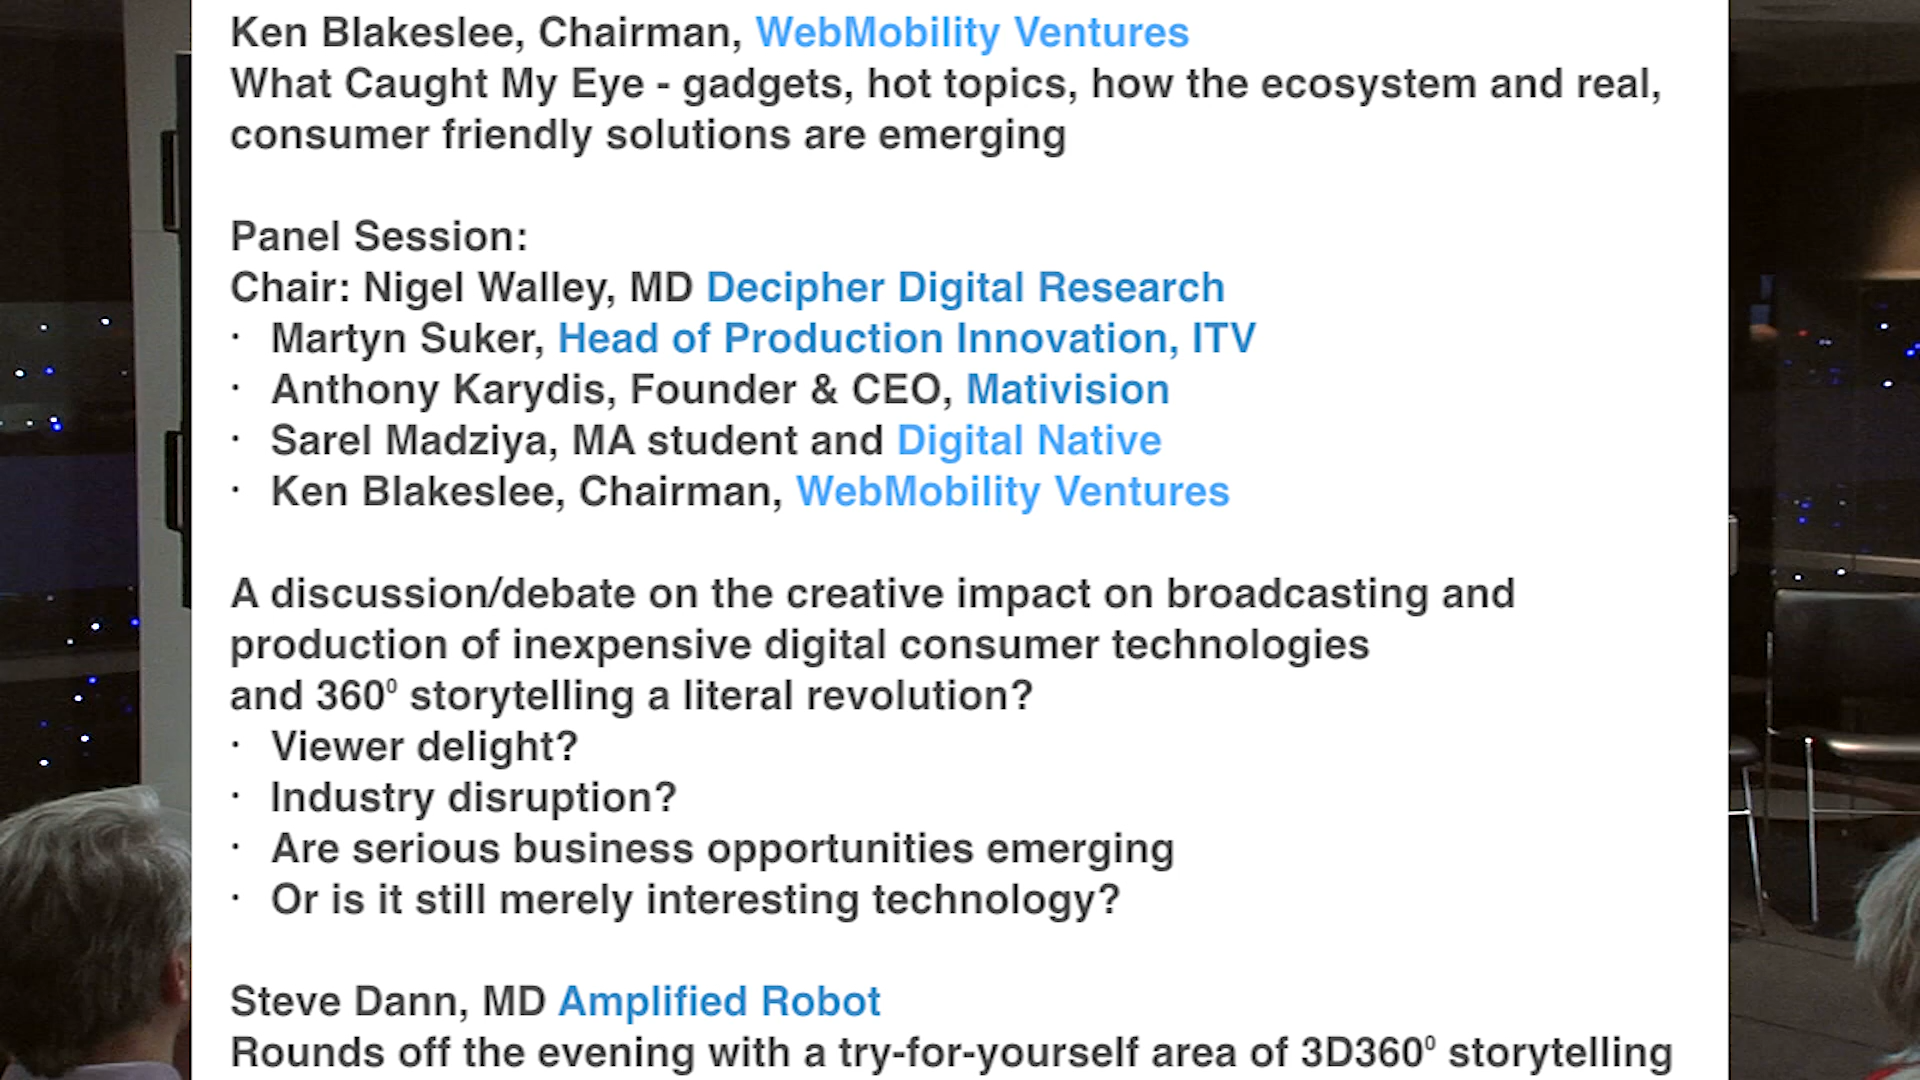 Ken Blakeslee, Chairman, WebMobility Ventures
What Caught My Eye - gadgets, hot topics, how the ecosystem and real,
consumer friendly solutions are emerging
Panel Session:
Chair: Nigel Walley, MD Decipher Digital Research
· Martyn Suker, Head of Production Innovation, ITV
· Anthony Karydis, Founder & CEO, Mativision
· Sarel Madziya, MA student and Digital Native
· Ken Blakeslee, Chairman, WebMobility Ventures
A discussion/debate on the creative impact on broadcasting and
production of inexpensive digital consumer technologies
and 360⁰ storytelling a literal revolution?
· Viewer delight?
· Industry disruption?
· Are serious business opportunities emerging
· Or is it still merely interesting technology?
Steve Dann, MD Amplified Robot
Rounds off the evening with a try-for-yourself area of 3D360⁰ storytelling